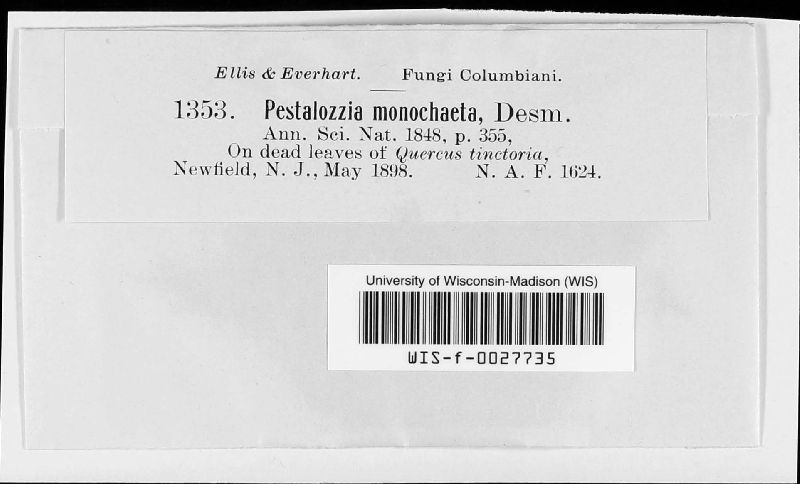 Ellis & Everhart. Fungi Columbiani.
1353. Pestalozzia monochaeta, Desm.
Ann. Sci. Nat. 1848, p. 355,
On dead leaves of Quercus tinctoria,
Newfield, N. J., May 1898. N. A. F. 1624.
University of Wisconsin-Madison (WIS)
WIS-f-0027735